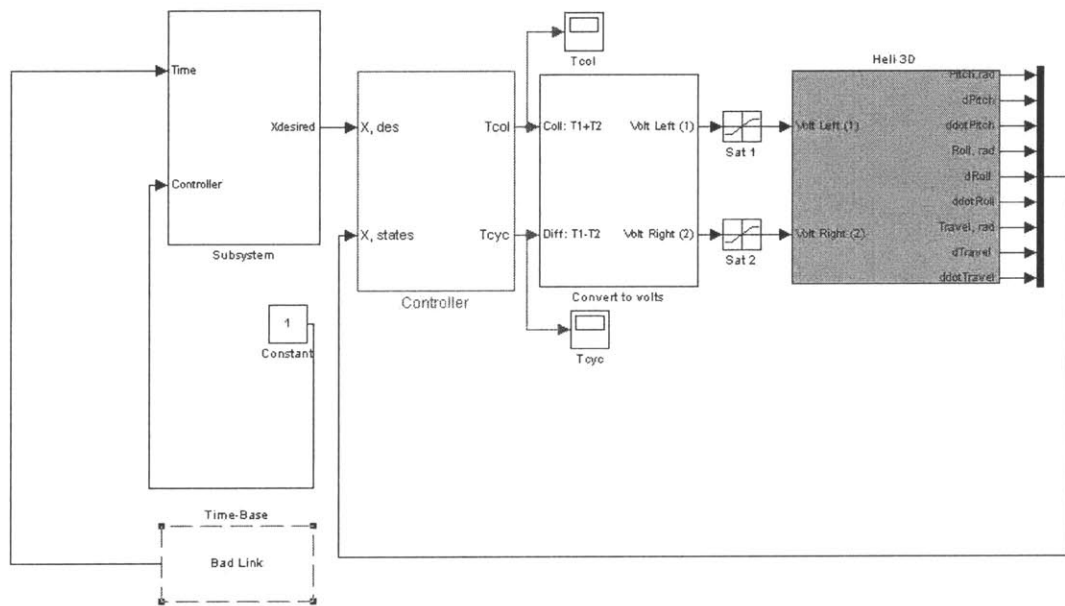 Time
Controller
Xdesired
Subsystem
1
Constant
Time-Base
Bad Link
X, des
X, states
Tcol
Tcyc
Controller
Tcol
Coll: T1+T2
Diff: T1-T2
Volt Left (1)
Volt Right (2)
Convert to volts
Tcyc
Sat 1
Sat 2
Heli 3D
Volt Left (1)
Volt Right (2)
Pitch, rad
dPitch
ddotPitch
Roll, rad
dRoll
ddotRoll
Travel, rad
dTravel
ddotTravel